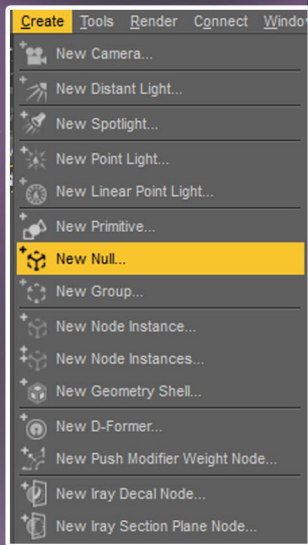 Create Tools Render Connect
New Camera...
New Distant Light...
New Spotlight...
New Point Light...
New Linear Point Light...
New Primitive...
New Null...
New Group...
New Node Instance...
New Node Instances...
New Geometry Shell...
New D-Former...
New Push Modifier Weight Node...
New Iray Decal Node...
New Iray Section Plane Node...